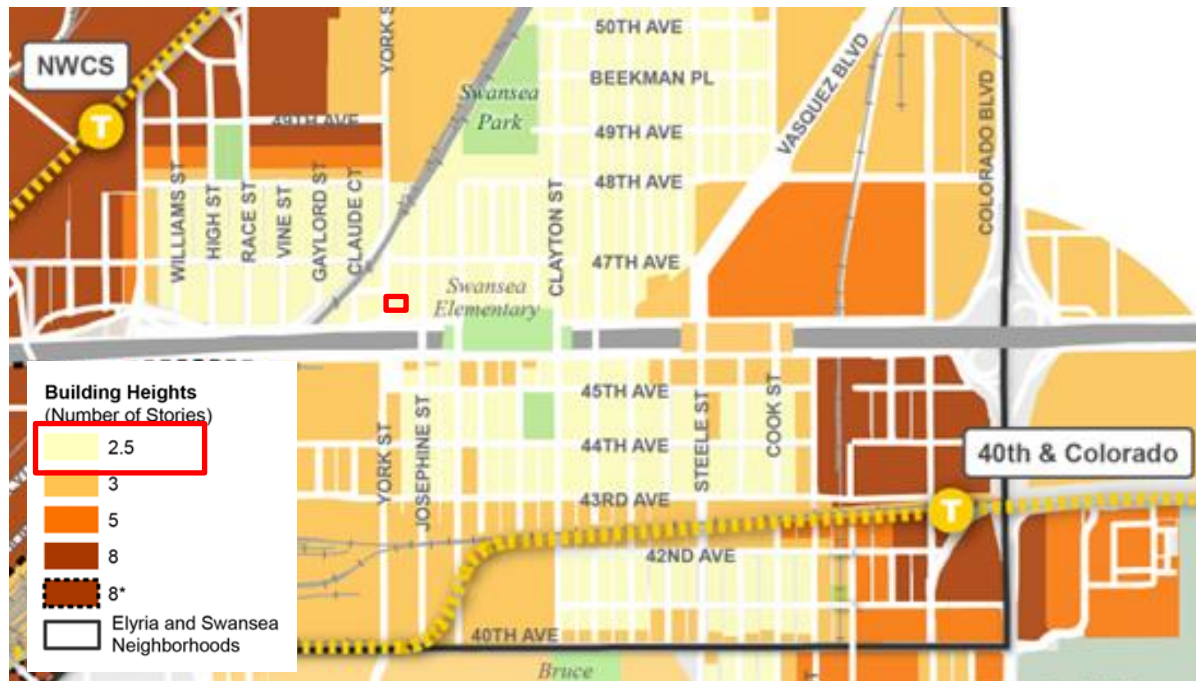 50TH AVE
YORK S
NWCS
VASQUEZ BLVD
BEEKMAN PL
COLORADO BLVD
Swansea
Park
T
49TH AVE
49TH AVE
48TH AVE
WILLIAMS ST
HIGH ST
RACE ST
VINE ST
GAYLORD ST
CLAUDE CT
CLAYTON ST
47TH AVE
Swansea
Elementary
Building Heights
(Number of Stories)
2.5
3
5
8
8*
Elyria and Swansea
Neighborhoods
45TH AVE
YORK ST
JOSEPHINE ST
STEELE ST
COOK ST
44TH AVE
40th & Colorado
43RD AVE
T
42ND AVE
40TH AVE
Bruce